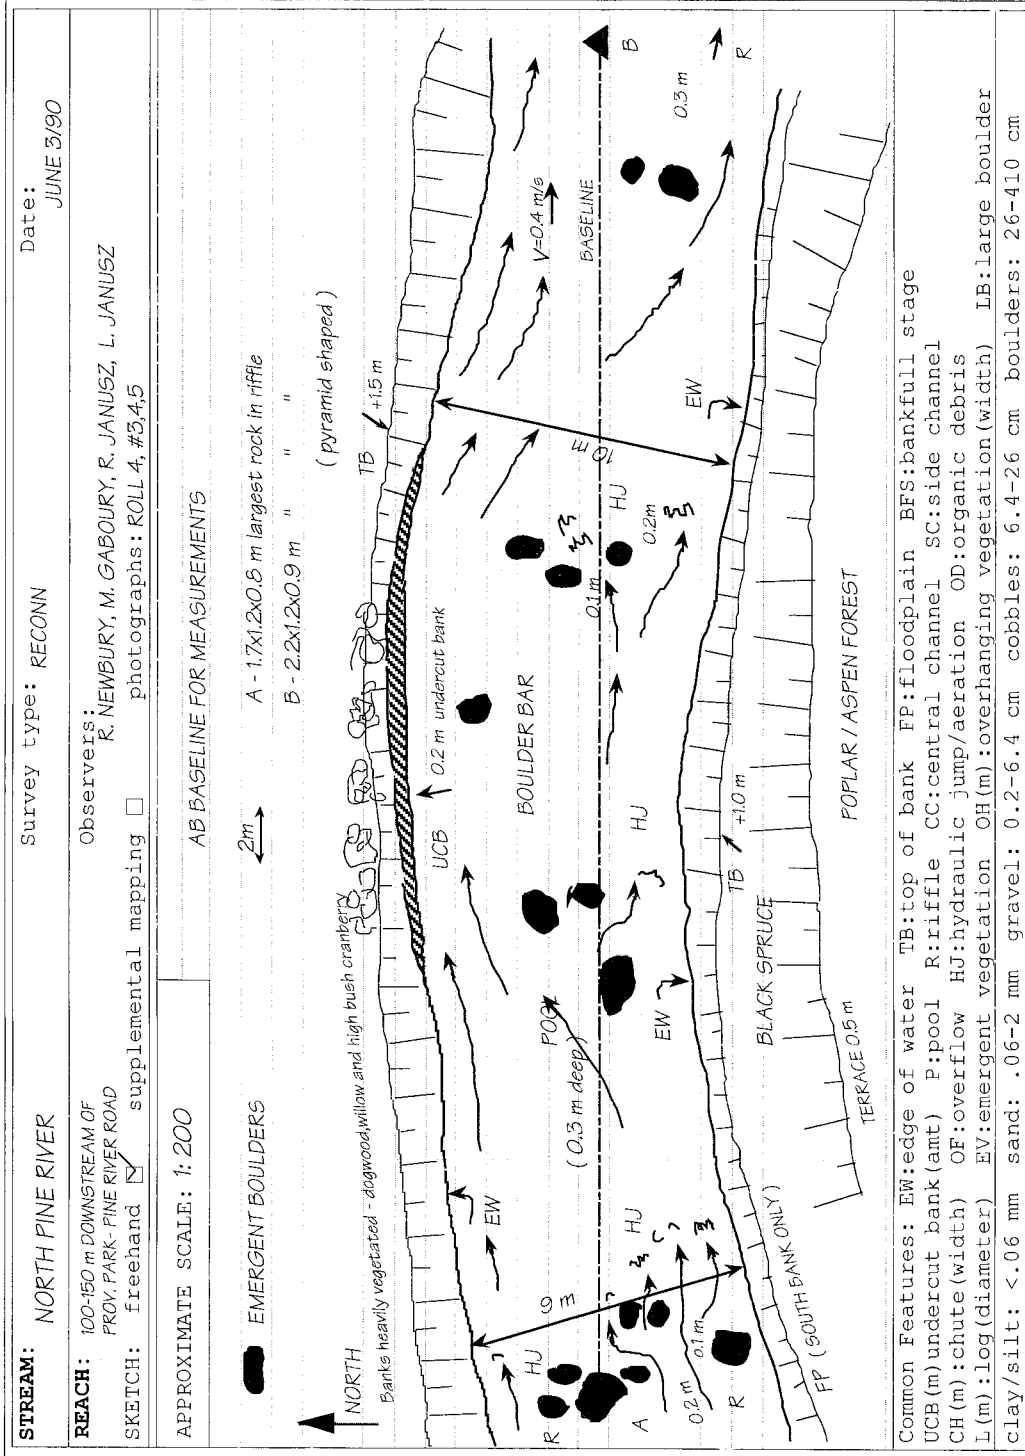 STREAM: NORTH PINE RIVER Survey type: RECONN Date: JUNE 3/90
REACH: 100-150 m DOWNSTREAM OF
PROV. PARK- PINE RIVER ROAD
Observers:
R. NEWBURY, M. GABOURY, R. JANUSZ, L. JANUSZ
SKETCH: freehand supplemental mapping photographs: ROLL 4, #3,4,5
APPROXIMATE SCALE: 1: 200
AB BASELINE FOR MEASUREMENTS
EMERGENT BOULDERS
2m
A - 1.7x1.2x0.8 m largest rock in riffle
B - 2.2x1.2x0.9 m " " "
(pyramid shaped)
NORTH
Banks heavily vegetated - dogwood, willow and high bush cranberry
TB
+1.5 m
EW
UCB
0.2 m undercut bank
R
HJ
9 m
POOL
(0.3 m deep)
BOULDER BAR
V=0.4 m/s
10 m
BASELINE
B
A
HJ
0.1 m
HJ
0.2m
HJ
0.2 m
0.1 m
R
EW
EW
0.3 m
R
TB
+1.0 m
FP (SOUTH BANK ONLY)
BLACK SPRUCE
TERRACE 0.5 m
POPLAR / ASPEN FOREST
Common Features: EW:edge of water TB:top of bank FP:floodplain BFS:bankfull stage
UCB(m)undercut bank(amt) P:pool R:riffle CC:central channel SC:side channel
CH(m):chute(width) OF:overflow HJ:hydraulic jump/aeration OD:organic debris
L(m):log(diameter) EV:emergent vegetation OH(m):overhanging vegetation(width) LB:large boulder
clay/silt: <.06 mm sand: .06-2 mm gravel: 0.2-6.4 cm cobbles: 6.4-26 cm boulders: 26-410 cm